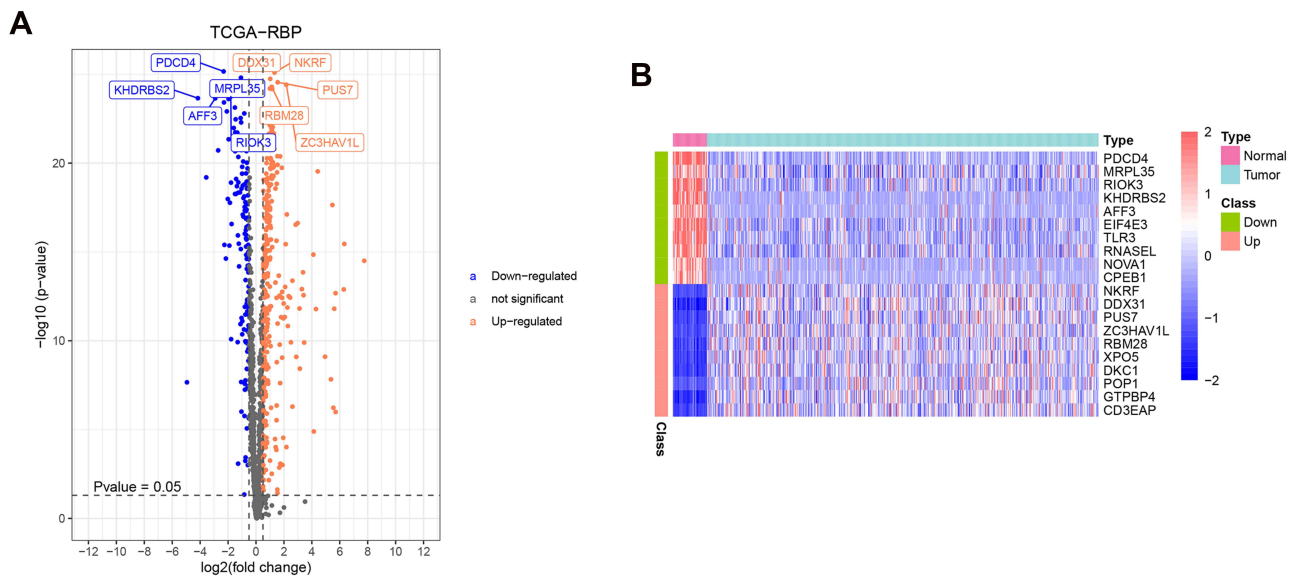 A
TCGA−RBP
PDCD4
DDX31
NKRF
KHDRBS2
MRPL35
PUS7
AFF3
RBM28
RIOK3
ZC3HAV1L
20
10
0
Pvalue = 0.05
−log10 (p−value)
−12 −10 −8 −6 −4 −2 0 2 4 6 8 10 12
log2(fold change)
a Down−regulated
a not significant
a Up−regulated
B
Type
PDCD4
MRPL35
RIOK3
KHDRBS2
AFF3
EIF4E3
TLR3
RNASEL
NOVA1
CPEB1
NKRF
DDX31
PUS7
ZC3HAV1L
RBM28
XPO5
DKC1
POP1
GTPBP4
CD3EAP
Class
2
1
0
−1
−2
Type
Normal
Tumor
Class
Down
Up